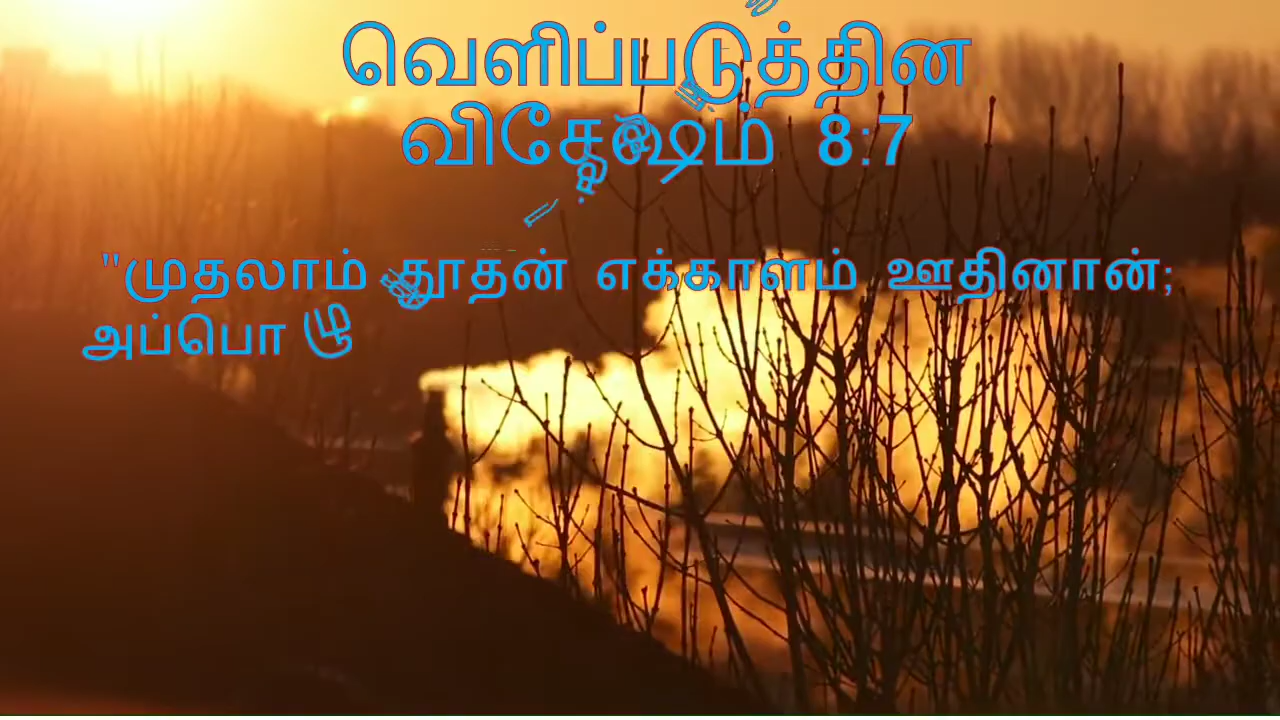 வெளிப்படுத்தின
விசேஷம் 8:7
"முதலாம் தூதன் எக்காளம் ஊதினான்;
அப்பொழு